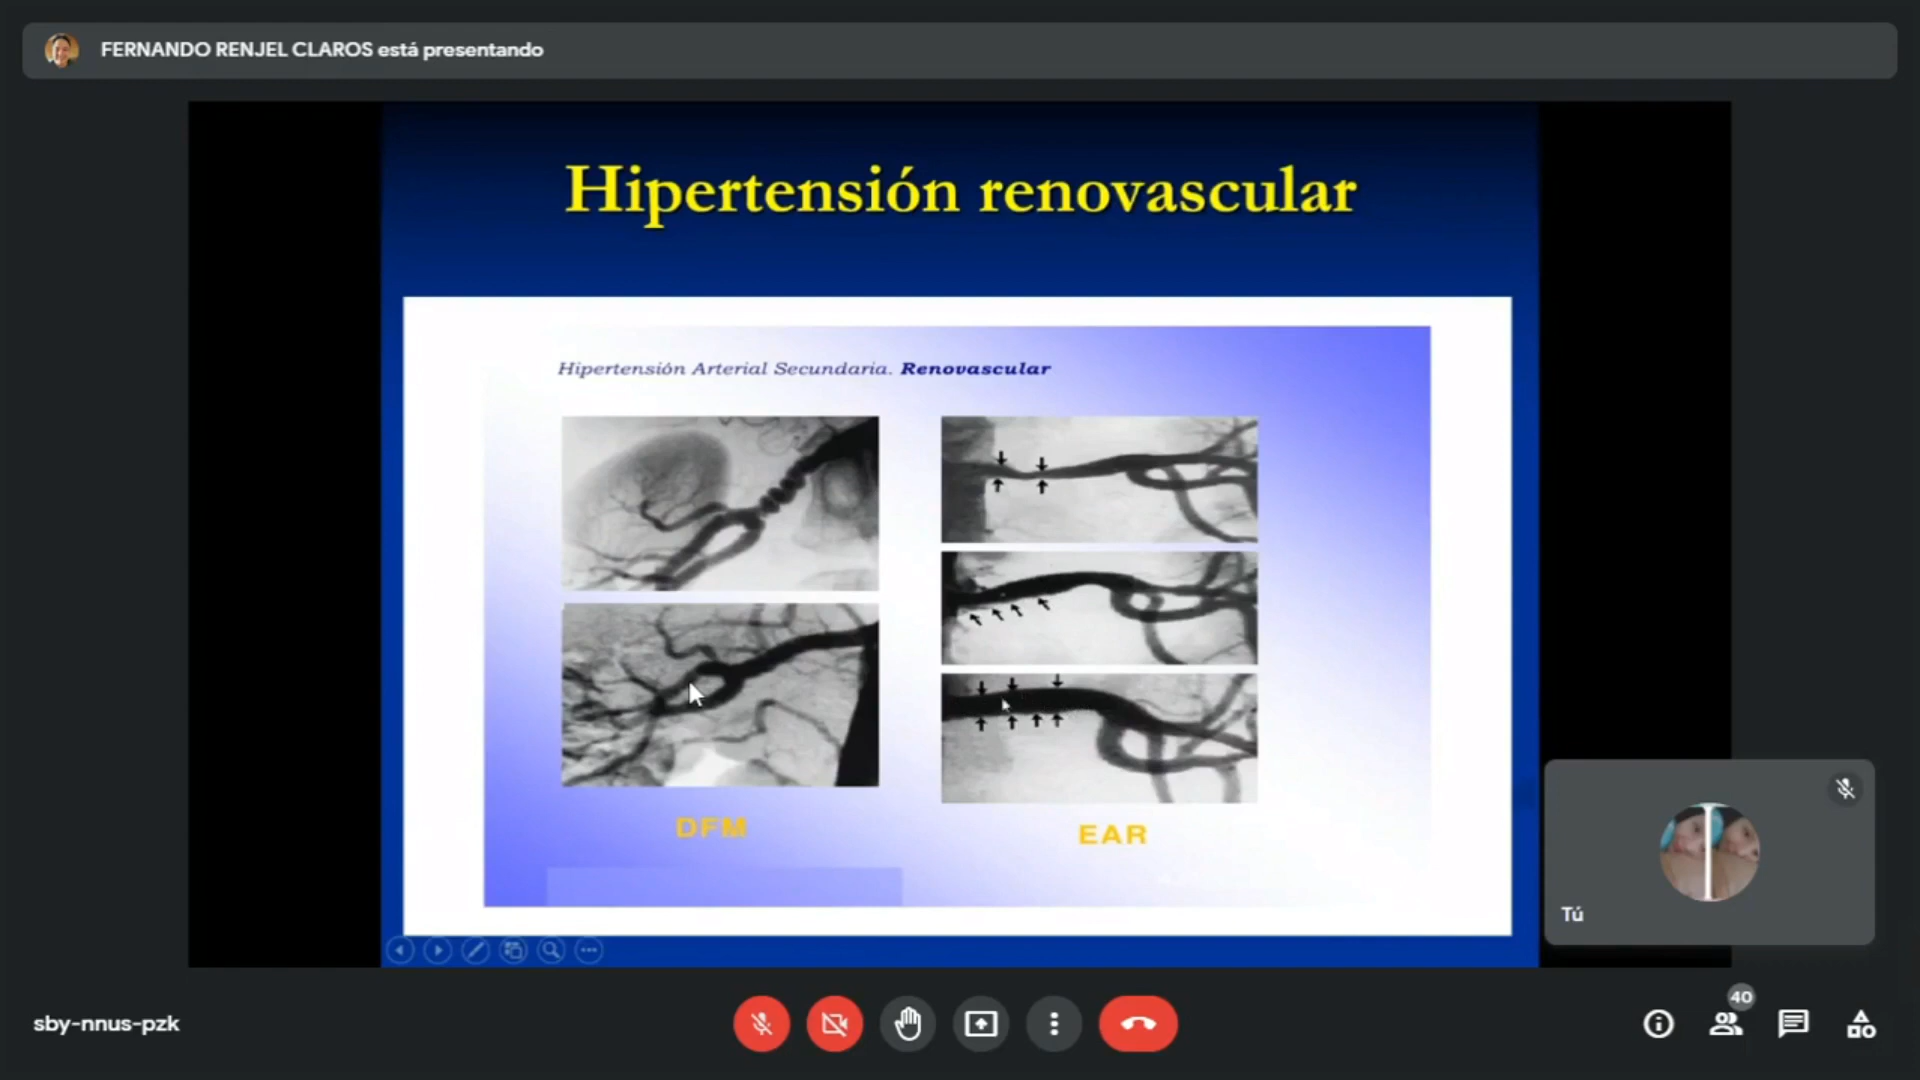 FERNANDO RENJEL CLAROS está presentando
Hipertensión renovascular
Hipertensión Arterial Secundaria. Renovascular
DFM
EAR
Tú
sby-nnus-pzk
40